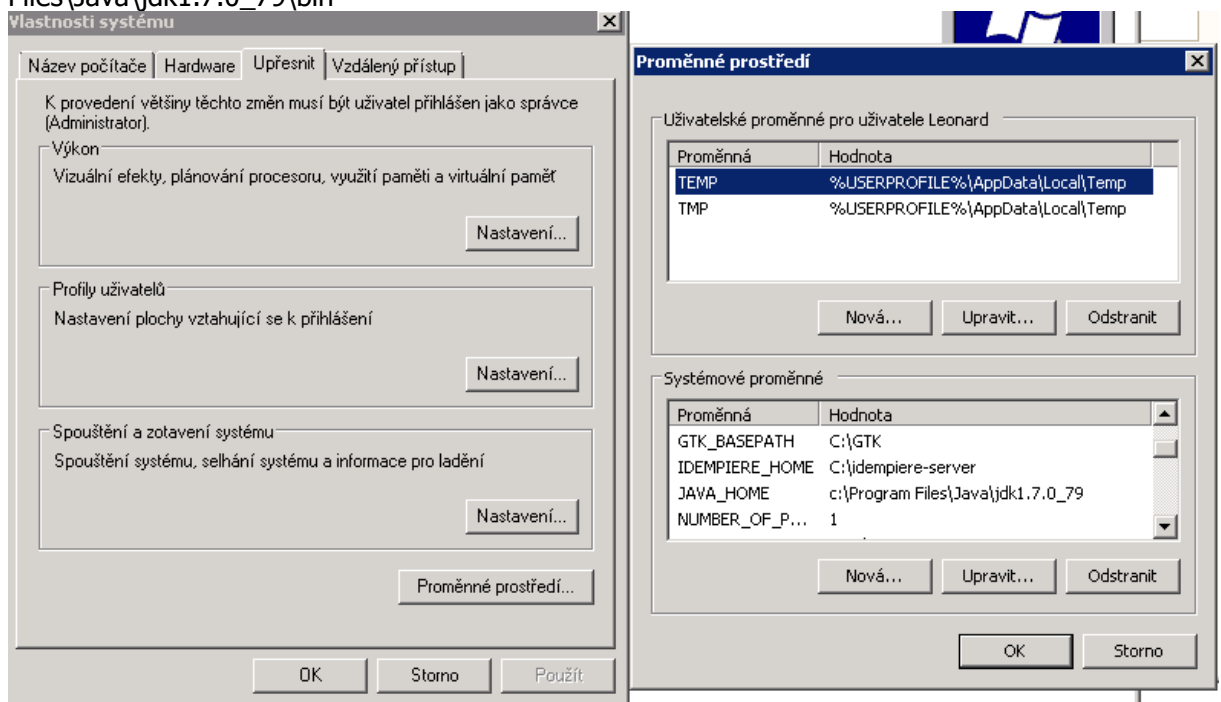 Files\Java\jdk1.7.0_79\bin
Vlastnosti systému
Název počítače Hardware Upřesnit Vzdálený přístup
K provedení většiny těchto změn musí být uživatel přihlášen jako správce
(Administrator).
Výkon
Vizuální efekty, plánování procesoru, využití paměti a virtuální paměť
Nastavení...
Profily uživatelů
Nastavení plochy vztahující se k přihlášení
Nastavení...
Spouštění a zotavení systému
Spouštění systému, selhání systému a informace pro ladění
Nastavení...
Proměnné prostředí...
OK Storno Použít
Proměnné prostředí
Uživatelské proměnné pro uživatele Leonard
Proměnná Hodnota
TEMP %USERPROFILE%\AppData\Local\Temp
TMP %USERPROFILE%\AppData\Local\Temp
Nová... Upravit... Odstranit
Systémové proměnné
Proměnná Hodnota
GTK_BASEPATH C:\GTK
IDEMPIERE_HOME C:\idempiere-server
JAVA_HOME c:\Program Files\Java\jdk1.7.0_79
NUMBER_OF_P... 1
Nová... Upravit... Odstranit
OK Storno